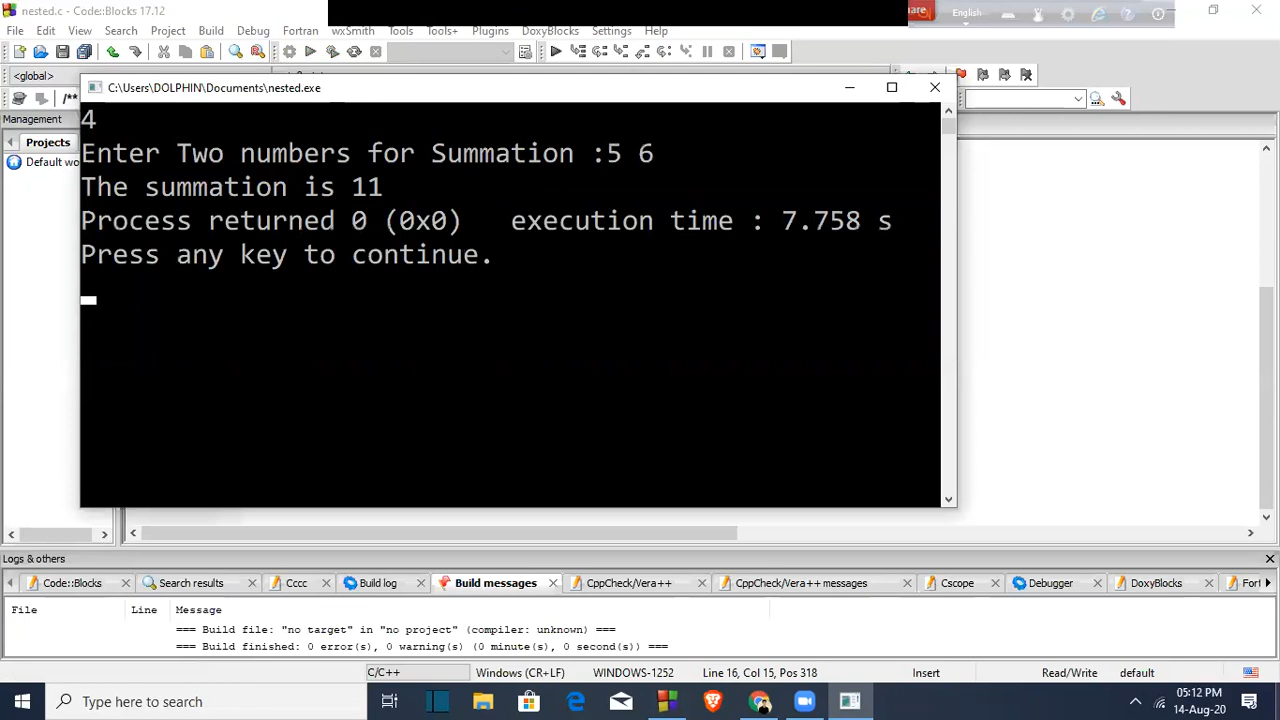 nested.c - Code::Blocks 17.12
File Edit View Search Project Build Debug Fortran wxSmith Tools Tools+ Plugins DoxyBlocks Settings Help
English
<global>
/**
Management
Projects
Default wo
C:\Users\DOLPHIN\Documents\nested.exe
4
Enter Two numbers for Summation :5 6
The summation is 11
Process returned 0 (0x0)   execution time : 7.758 s
Press any key to continue.
Logs & others
Code::Blocks Search results Cccc Build log Build messages CppCheck/Vera++ CppCheck/Vera++ messages Cscope Debugger DoxyBlocks Fort
File Line Message
=== Build file: "no target" in "no project" (compiler: unknown) ===
=== Build finished: 0 error(s), 0 warning(s) (0 minute(s), 0 second(s)) ===
C/C++ Windows (CR+LF) WINDOWS-1252 Line 16, Col 15, Pos 318 Insert Read/Write default
Type here to search
05:12 PM
14-Aug-20